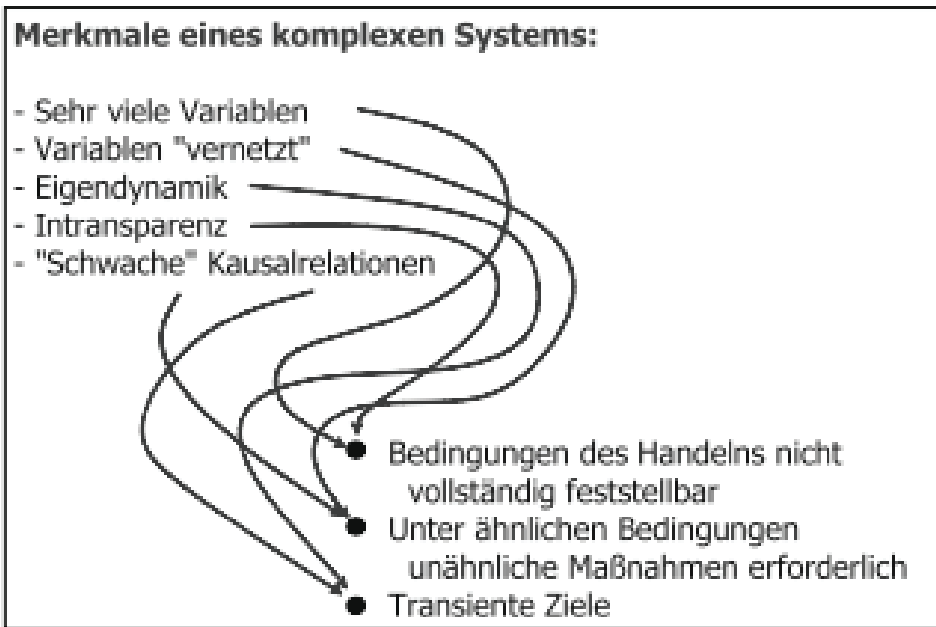 Merkmale eines komplexen Systems:
- Sehr viele Variablen
- Variablen "vernetzt"
- Eigendynamik
- Intransparenz
- "Schwache" Kausalrelationen
Bedingungen des Handelns nicht
vollständig feststellbar
Unter ähnlichen Bedingungen
unähnliche Maßnahmen erforderlich
Transiente Ziele